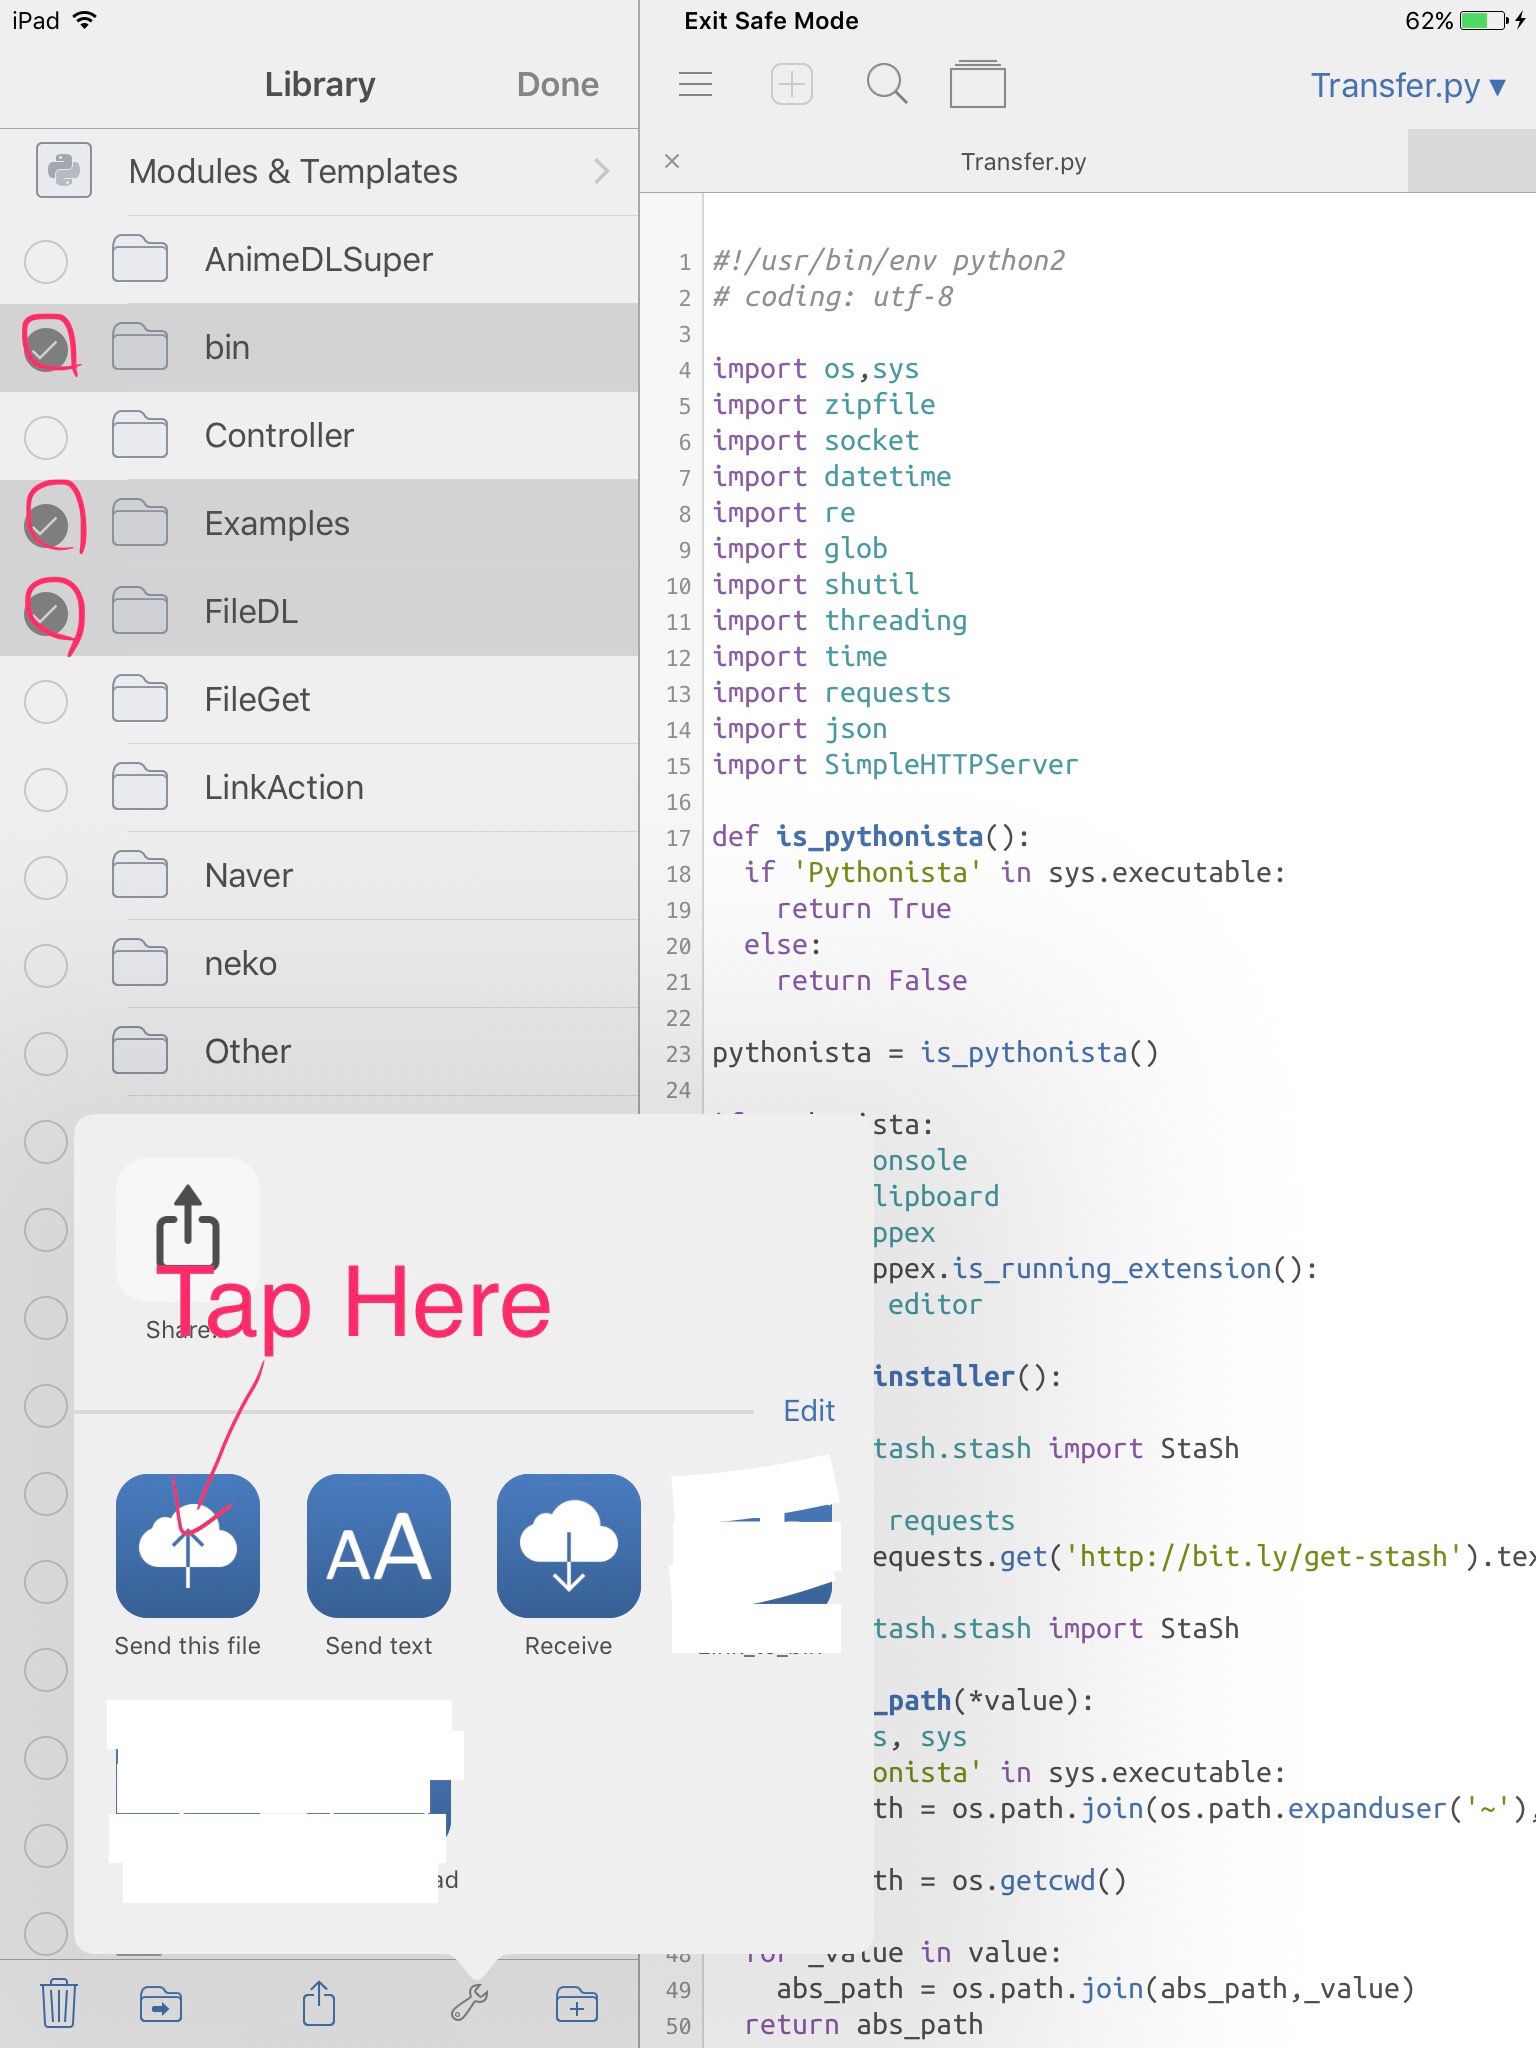 iPad
Exit Safe Mode
62%
Library
Done
Transfer.py ▾
Modules & Templates
× Transfer.py
AnimeDLSuper
bin
Controller
Examples
FileDL
FileGet
LinkAction
Naver
neko
Other
Share...
Tap Here
Edit
Send this file
Send text
Receive
ad
1 #!/usr/bin/env python2
2 # coding: utf-8
3
4 import os,sys
5 import zipfile
6 import socket
7 import datetime
8 import re
9 import glob
10 import shutil
11 import threading
12 import time
13 import requests
14 import json
15 import SimpleHTTPServer
16
17 def is_pythonista():
18 if 'Pythonista' in sys.executable:
19 return True
20 else:
21 return False
22
23 pythonista = is_pythonista()
24
sta:
onsole
lipboard
ppex
ppex.is_running_extension():
editor
installer():
tash.stash import StaSh
requests
equests.get('http://bit.ly/get-stash').tex
tash.stash import StaSh
_path(*value):
s, sys
onista' in sys.executable:
th = os.path.join(os.path.expanduser('~'),
th = os.getcwd()
48 for _value in value:
49 abs_path = os.path.join(abs_path,_value)
50 return abs_path